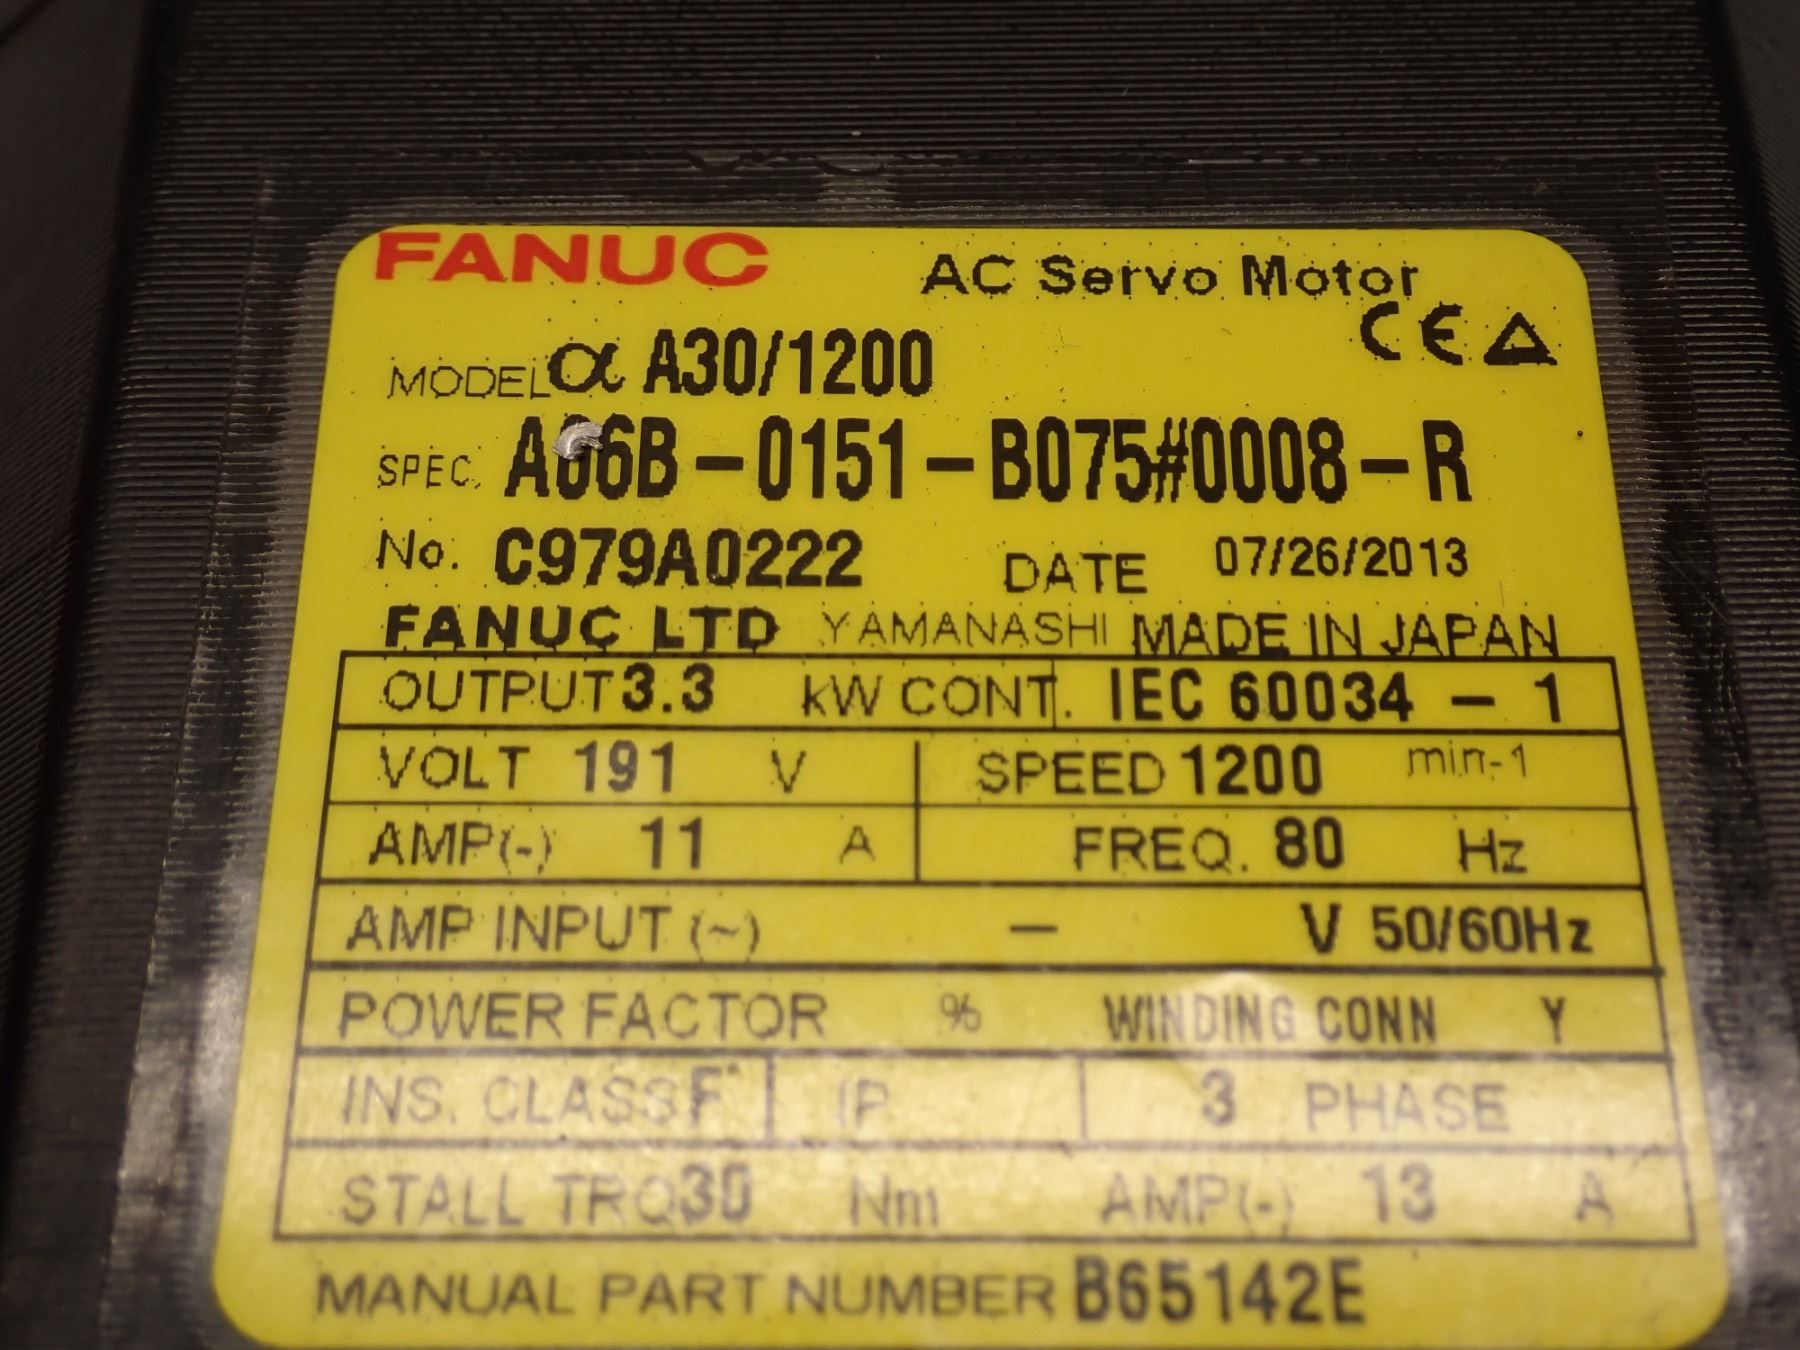 FANUC AC Servo Motor
CE
MODEL α A30/1200
SPEC. A06B-0151-B075#0008-R
No. C979A0222 DATE 07/26/2013
FANUC LTD YAMANASHI MADE IN JAPAN
OUTPUT 3.3 kW CONT. IEC 60034 - 1
VOLT 191 V SPEED 1200 min-1
AMP(-) 11 A FREQ. 80 Hz
AMP INPUT (~) - V 50/60Hz
POWER FACTOR % WINDING CONN Y
INS. CLASS F IP 3 PHASE
STALL TRQ 30 Nm AMP(-) 13 A
MANUAL PART NUMBER B65142E